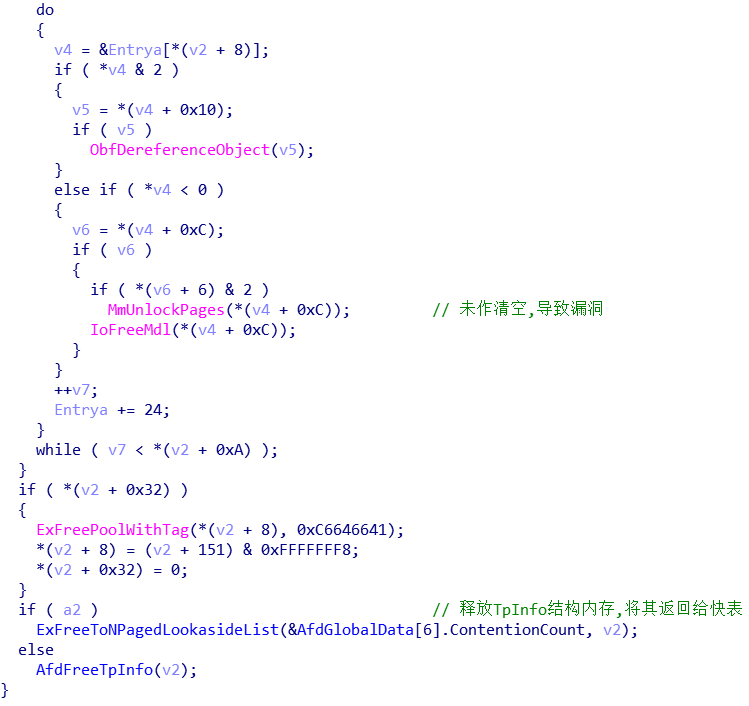 do
{
v4 = &Entrya[*(v2 + 8)];
if ( *v4 & 2 )
{
v5 = *(v4 + 0x10);
if ( v5 )
ObfDereferenceObject(v5);
}
else if ( *v4 < 0 )
{
v6 = *(v4 + 0xC);
if ( v6 )
{
if ( *(v6 + 6) & 2 )
MmUnlockPages(*(v4 + 0xC)); // 未作清空,导致漏洞
IoFreeMdl(*(v4 + 0xC));
}
}
++v7;
Entrya += 24;
}
while ( v7 < *(v2 + 0xA) );
}
if ( *(v2 + 0x32) )
{
ExFreePoolWithTag(*(v2 + 8), 0xC6646641);
*(v2 + 8) = (v2 + 151) & 0xFFFFFFF8;
*(v2 + 0x32) = 0;
}
if ( a2 ) // 释放TpInfo结构内存,将其返回给快表
ExFreeToNPagedLookasideList(&AfdGlobalData[6].ContentionCount, v2);
else
AfdFreeTpInfo(v2);
}